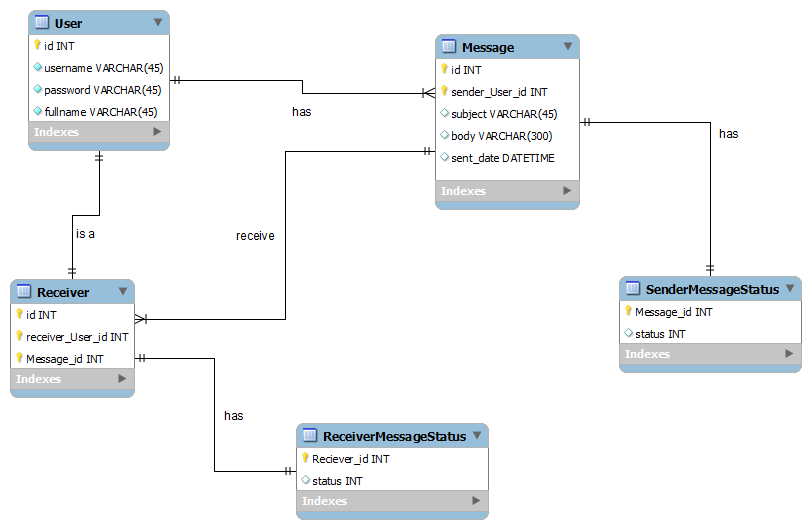 User
id INT
username VARCHAR(45)
password VARCHAR(45)
fullname VARCHAR(45)
Indexes
has
Message
id INT
sender_User_id INT
subject VARCHAR(45)
body VARCHAR(300)
sent_date DATETIME
Indexes
has
is a
receive
Receiver
id INT
receiver_User_id INT
Message_id INT
Indexes
SenderMessageStatus
Message_id INT
status INT
Indexes
has
ReceiverMessageStatus
Reciever_id INT
status INT
Indexes